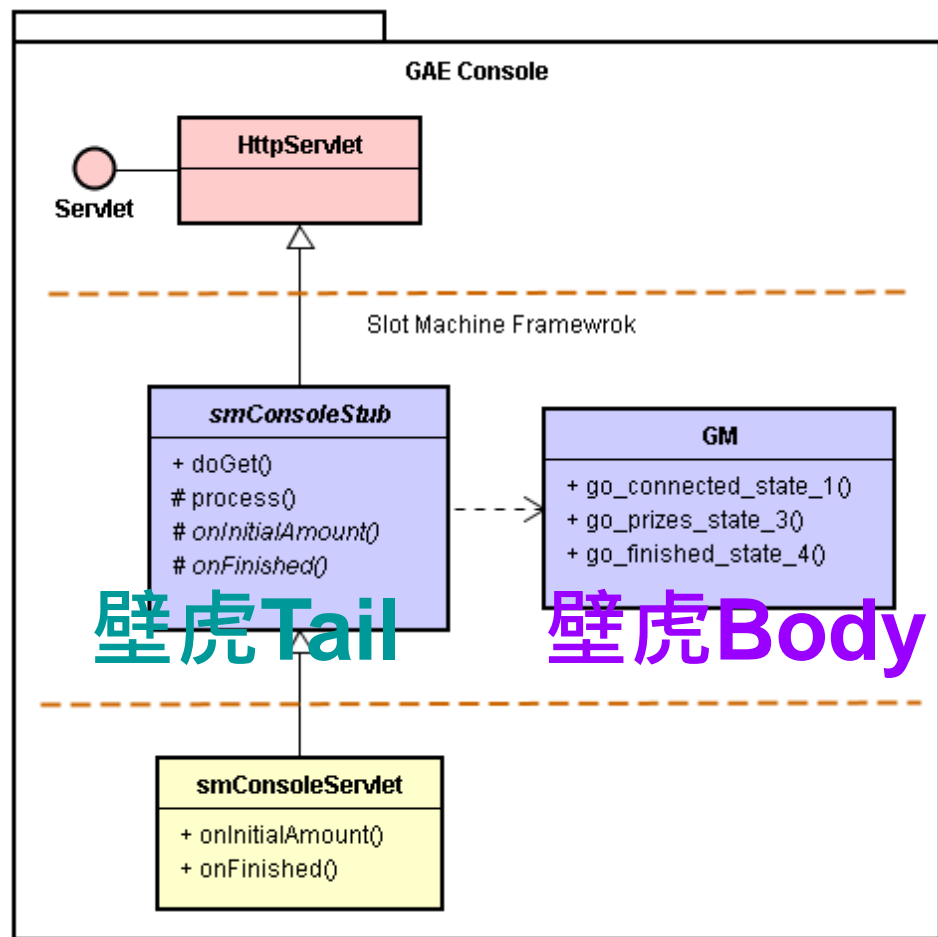 GAE Console
HttpServlet
Servlet
Slot Machine Framewrok
smConsoleStub
+ doGet()
# process()
# onInitialAmount()
# onFinished()
GM
+ go_connected_state_1()
+ go_prizes_state_3()
+ go_finished_state_4()
壁虎Tail
壁虎Body
smConsoleServlet
+ onInitialAmount()
+ onFinished()